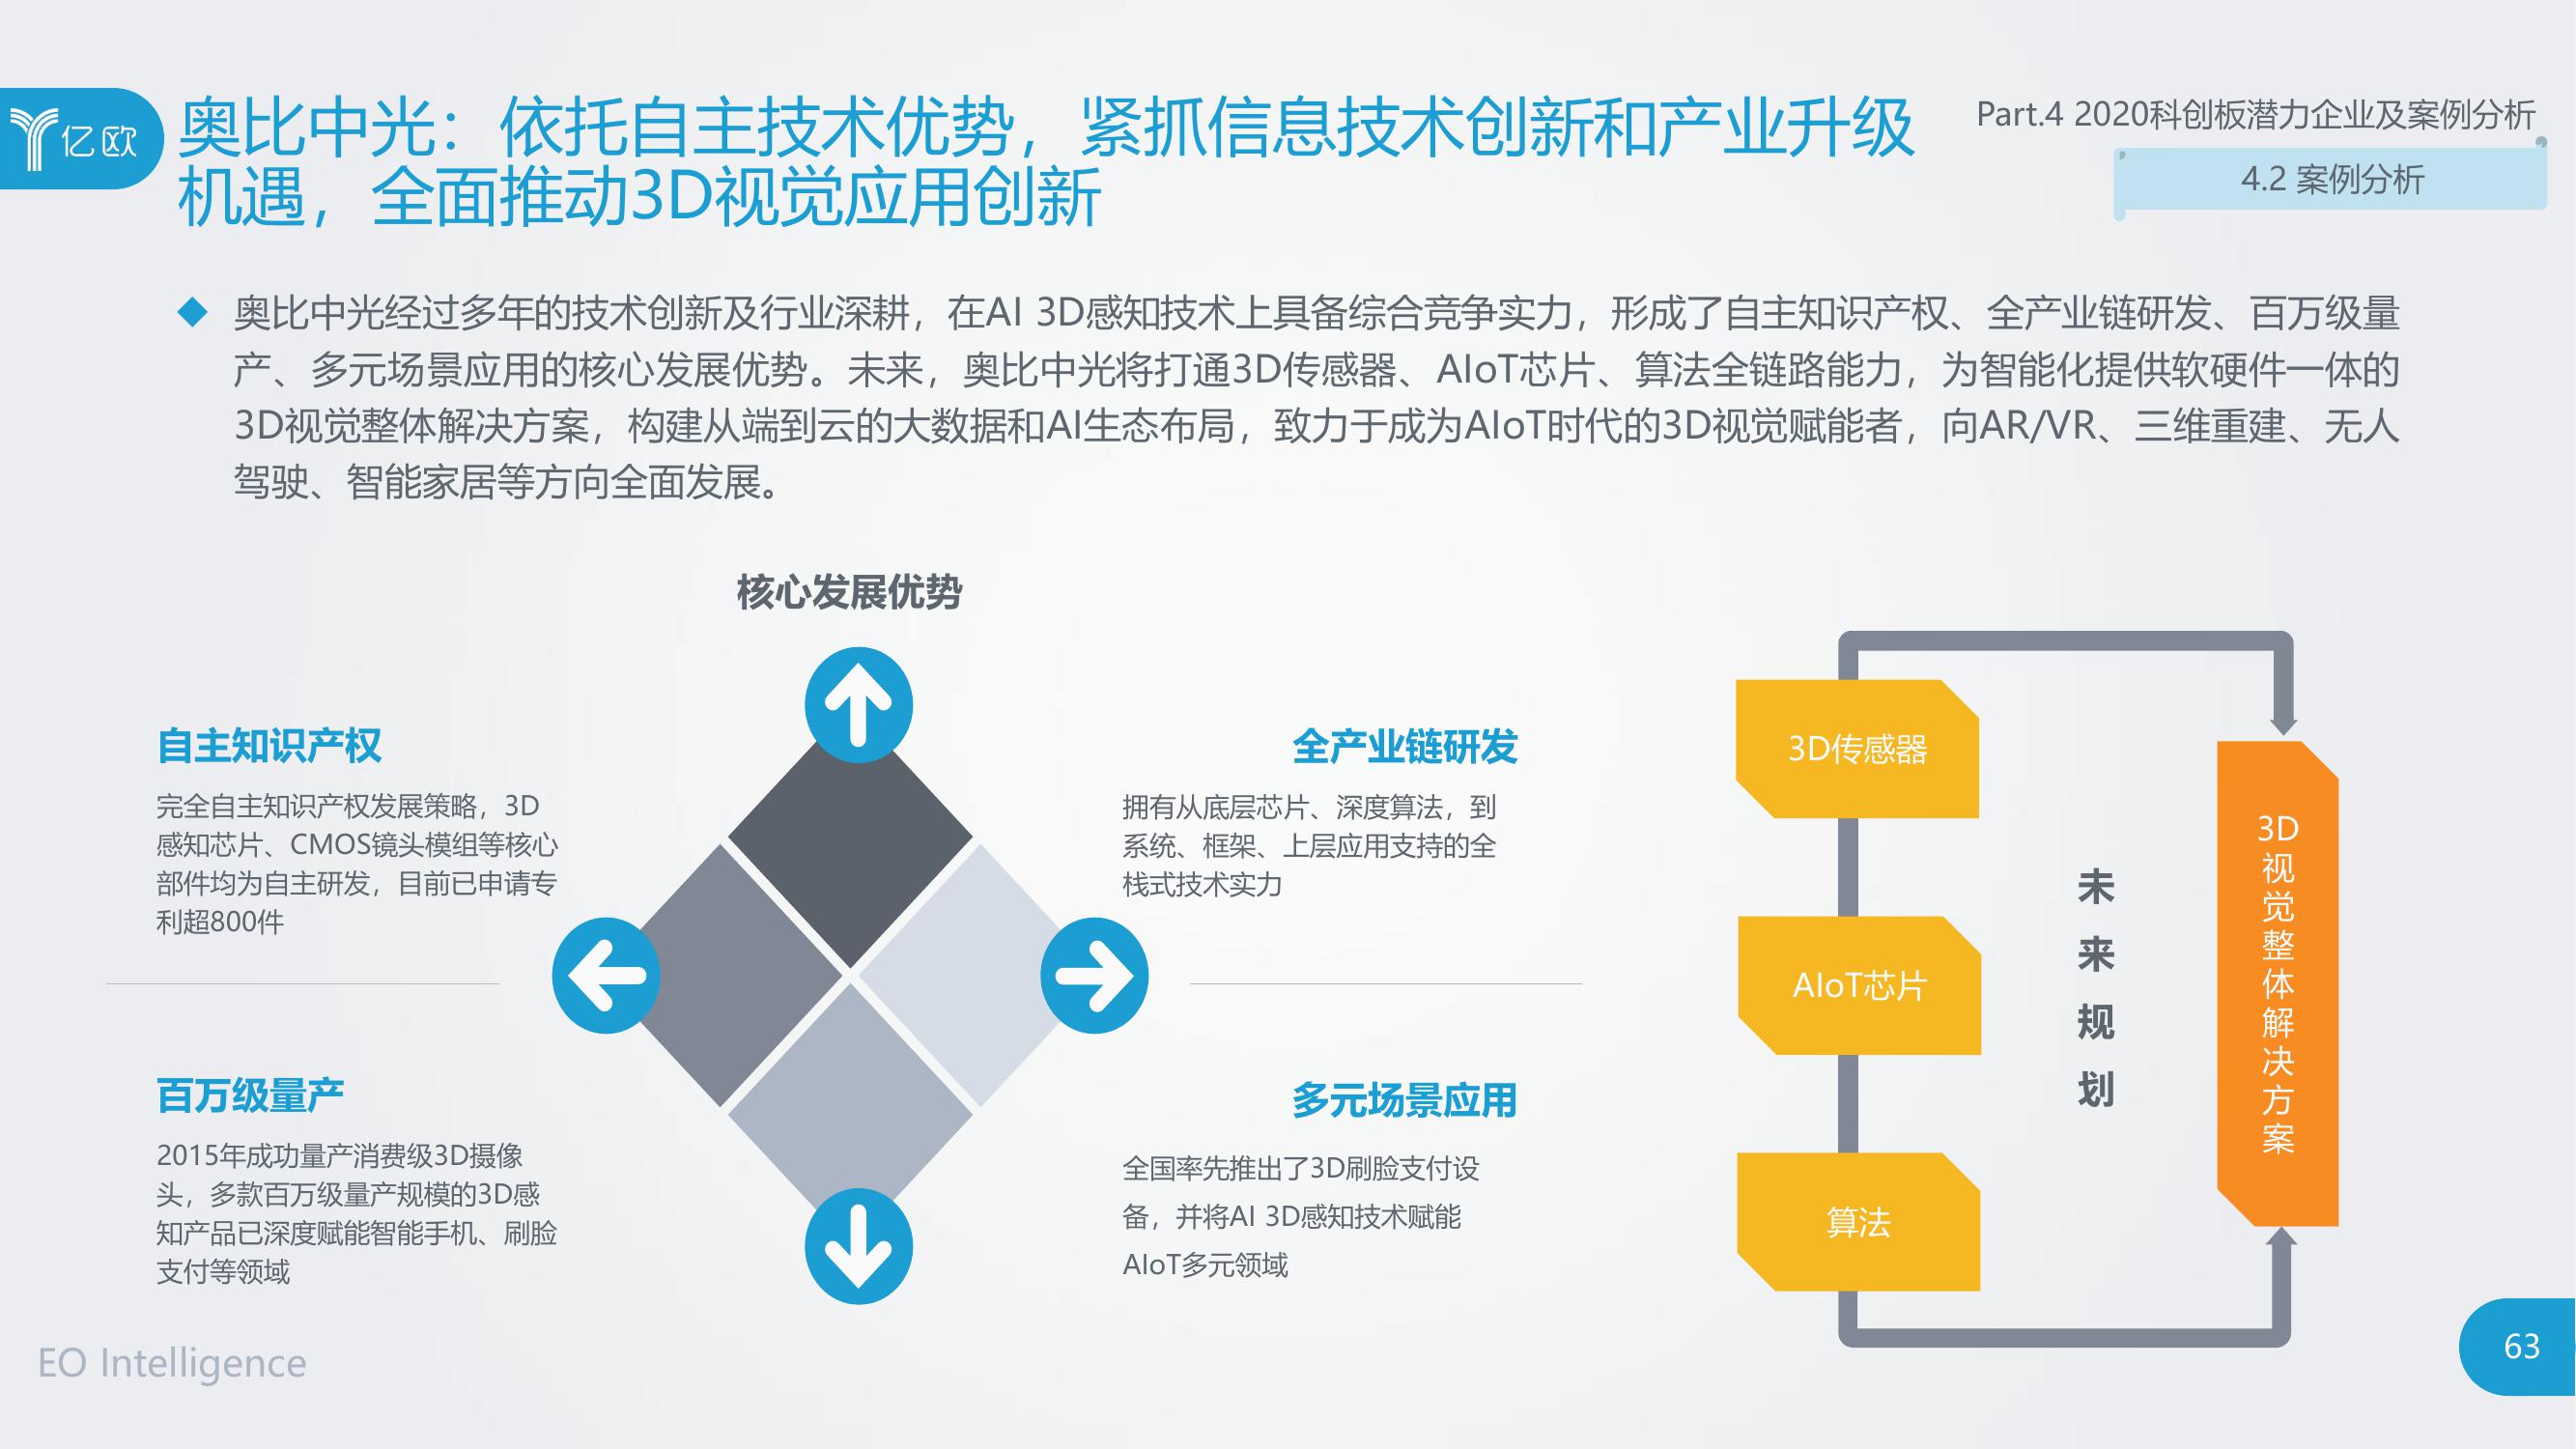 亿欧
奥比中光：依托自主技术优势，紧抓信息技术创新和产业升级
机遇，全面推动3D视觉应用创新
Part.4 2020科创板潜力企业及案例分析
4.2 案例分析
奥比中光经过多年的技术创新及行业深耕，在AI 3D感知技术上具备综合竞争实力，形成了自主知识产权、全产业链研发、百万级量
产、多元场景应用的核心发展优势。未来，奥比中光将打通3D传感器、AIoT芯片、算法全链路能力，为智能化提供软硬件一体的
3D视觉整体解决方案，构建从端到云的大数据和AI生态布局，致力于成为AIoT时代的3D视觉赋能者，向AR/VR、三维重建、无人
驾驶、智能家居等方向全面发展。
核心发展优势
自主知识产权
完全自主知识产权发展策略，3D
感知芯片、CMOS镜头模组等核心
部件均为自主研发，目前已申请专
利超800件
百万级量产
2015年成功量产消费级3D摄像
头，多款百万级量产规模的3D感
知产品已深度赋能智能手机、刷脸
支付等领域
全产业链研发
拥有从底层芯片、深度算法，到
系统、框架、上层应用支持的全
栈式技术实力
多元场景应用
全国率先推出了3D刷脸支付设
备，并将AI 3D感知技术赋能
AIoT多元领域
3D传感器
AIoT芯片
算法
未
来
规
划
3D
视
觉
整
体
解
决
方
案
EO Intelligence
63